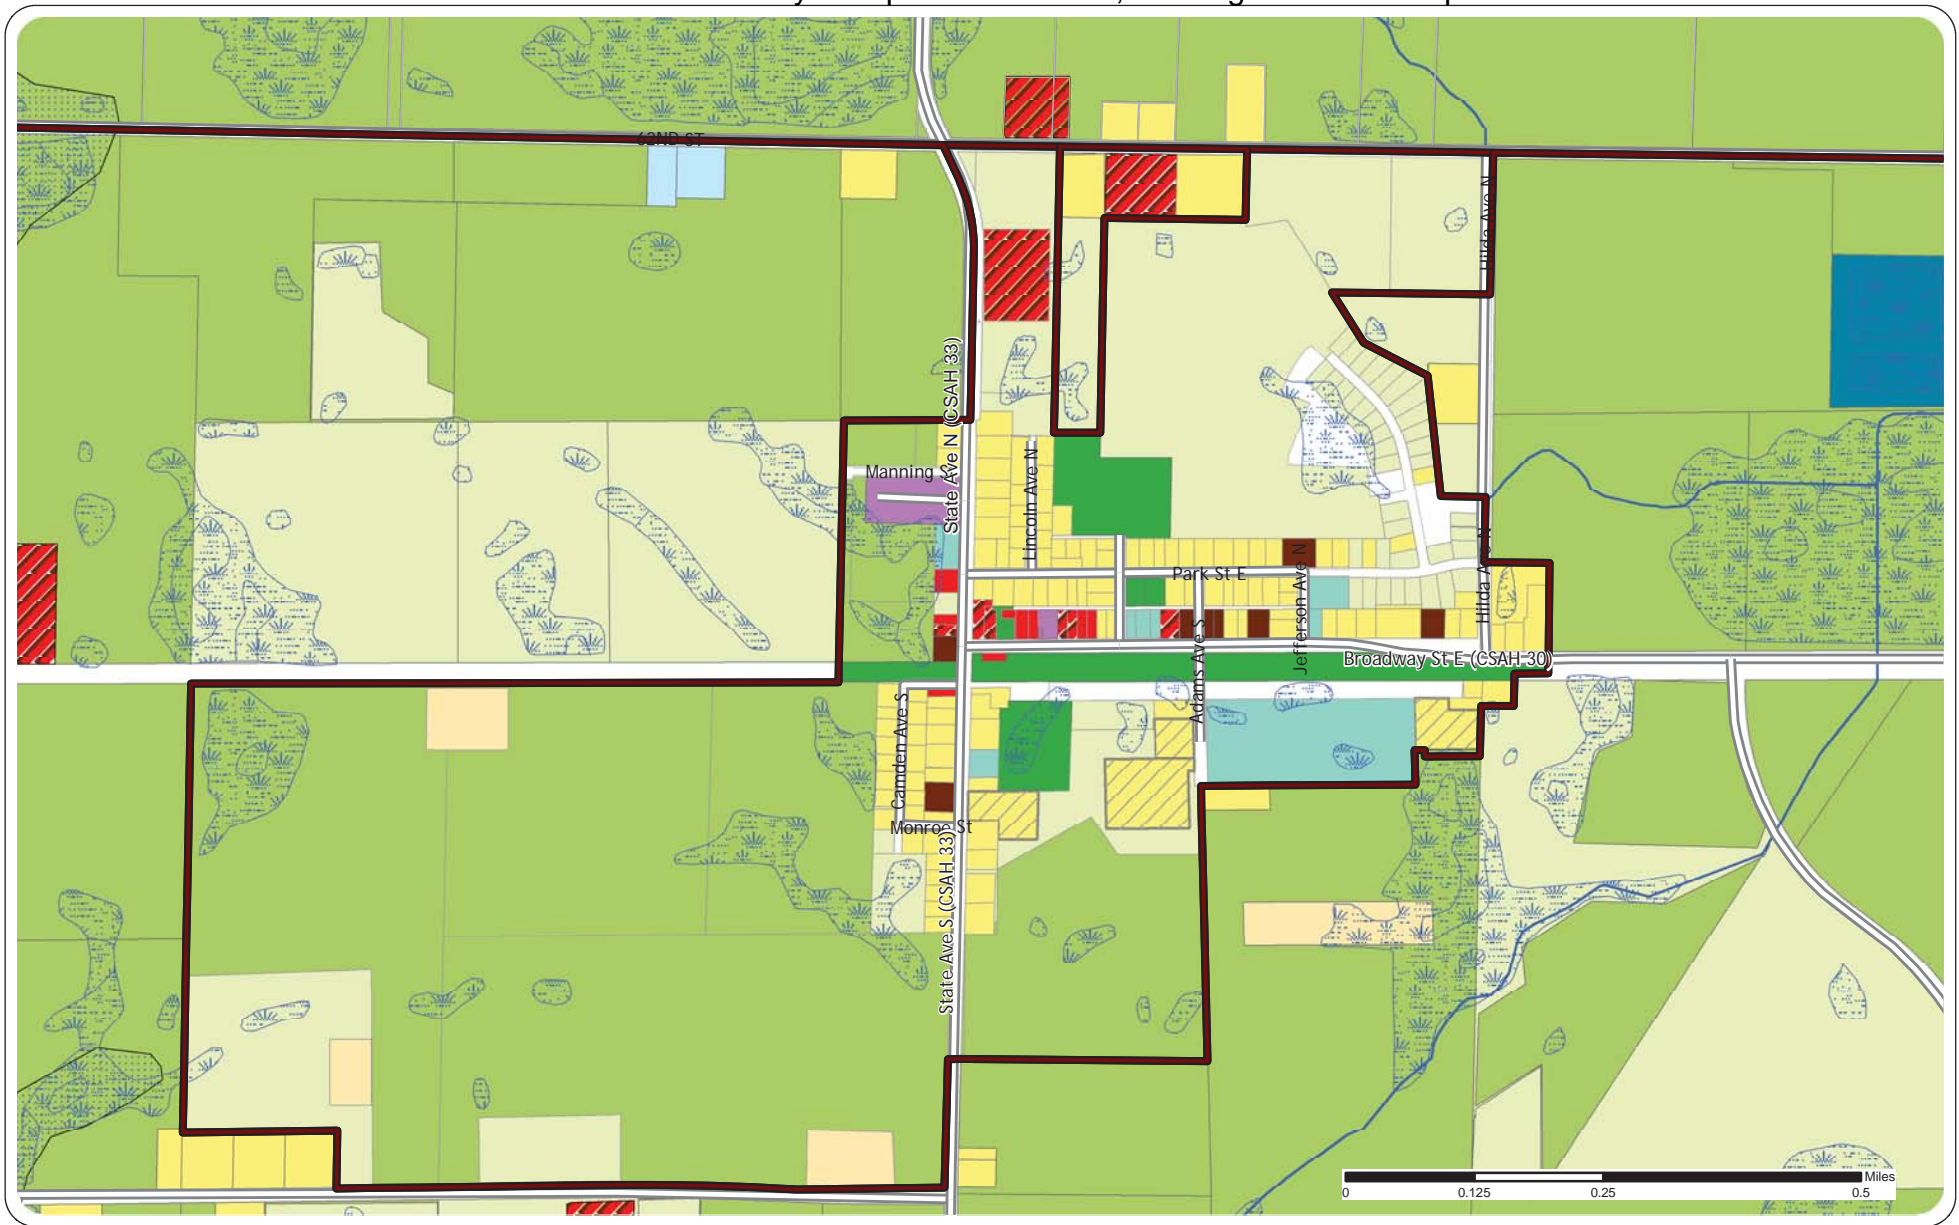 62ND ST
Hilda Ave N
State Ave N (CSAH 33)
Manning
Lincoln Ave N
Park St E
Jefferson Ave N
Hilda Ave N
Adams Ave S
Broadway St E (CSAH 30)
Camden Ave S
Monroe St
State Ave S (CSAH 33)
Miles
0
0.125
0.25
0.5